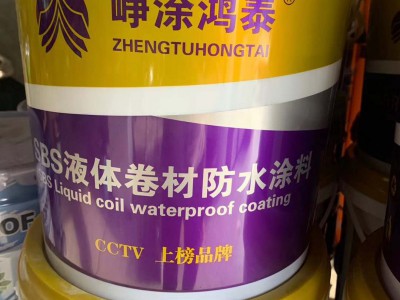 峥涂鸿泰®
ZHENGTUHONGTAI
SBS液体卷材防水涂料
SBS Liquid coil waterproof coating
CCTV 上榜品牌
OF